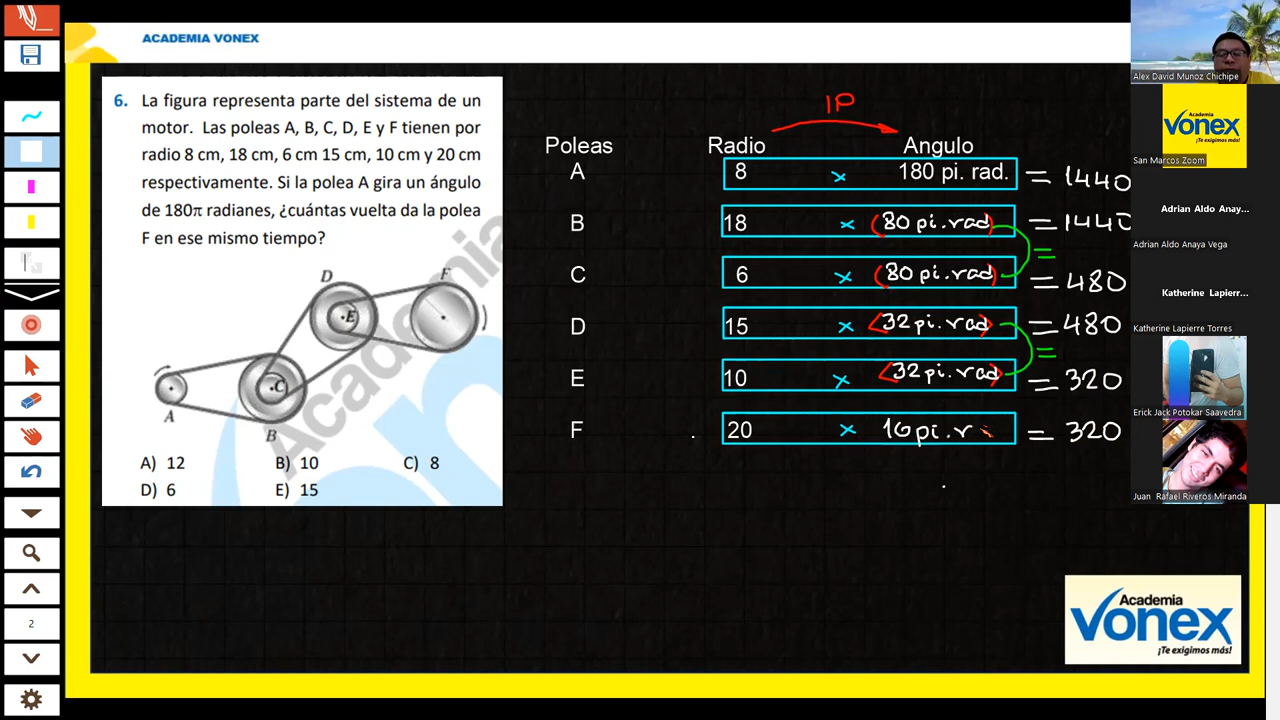 ACADEMIA VONEX
6. La figura representa parte del sistema de un
motor. Las poleas A, B, C, D, E y F tienen por
radio 8 cm, 18 cm, 6 cm 15 cm, 10 cm y 20 cm
respectivamente. Si la polea A gira un ángulo
de 180π radianes, ¿cuántas vuelta da la polea
F en ese mismo tiempo?
D
F
E
C
A
B
Academia
A) 12 B) 10 C) 8
D) 6 E) 15
IP
Poleas Radio Angulo
A 8 × 180 pi. rad. = 1440
B 18 × (80 pi.rad) = 1440
=
C 6 × (80 pi.rad) = 480
D 15 × (32 pi.rad) = 480
=
E 10 × (32 pi.rad) = 320
F 20 × 16 pi.r = 320
Alex David Munoz Chichipe
Academia
Vonex
¡Te exigimos más!
San Marcos Zoom
Adrian Aldo Anay...
Adrian Aldo Anaya Vega
Katherine Lapierr...
Katherine Lapierre Torres
Erick Jack Potokar Saavedra
Juan Rafael Riveros Miranda
2
Academia
Vonex
¡Te exigimos más!